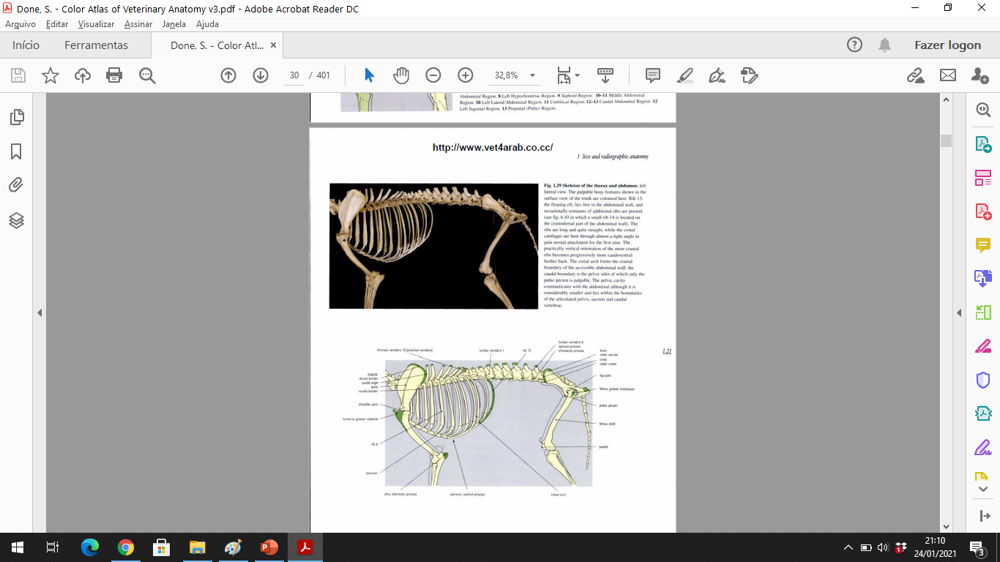 Done, S. - Color Atlas of Veterinary Anatomy v3.pdf - Adobe Acrobat Reader DC
Arquivo Editar Visualizar Assinar Janela Ajuda
Início Ferramentas Done, S. - Color Atl... Fazer logon
30 / 401 32,8%
Abdominal Region. 8 Left Hypochondriac Region. 9 Xiphoid Region. 10–11 Middle Abdominal
Region. 10 Left Lateral Abdominal Region. 11 Umbilical Region. 12–13 Caudal Abdominal Region. 12
Left Inguinal Region. 13 Preputial (Pubic) Region.
http://www.vet4arab.co.cc/
1 live and radiographic anatomy
Fig. 1.29 Skeleton of the thorax and abdomen: left
lateral view. The palpable bony features shown in the
surface view of the trunk are coloured here. Rib 13,
the floating rib, lies free in the abdominal wall, and
occasionally remnants of additional ribs are present
(see fig. 6.10 in which a small rib 14 is located on
the craniodorsal part of the abdominal wall). The
ribs are long and quite straight, while the costal
cartilages are bent through almost a right angle to
gain sternal attachment for the first nine. The
practically vertical orientation of the more cranial
ribs becomes progressively more caudoventral
further back. The costal arch forms the cranial
boundary of the accessible abdominal wall: the
caudal boundary is the pelvic inlet of which only the
pubic pecten is palpable. The pelvic cavity
communicates with the abdominal although it is
considerably smaller and lies within the boundaries
of the articulated pelvis, sacrum and caudal
vertebrae.
lumbar vertebra 6
spinous process
transverse process
thoracic vertebra 10 [anticlinal vertebra]
lumbar vertebra 1
rib 13
ilium
tuber sacrale
crest
tuber coxae
1.21
scapula
dorsal border
caudal angle
spine
caudal border
hip joint
femur, greater trochanter
shoulder joint
pubis, pecten
humerus, greater tubercle
femur, shaft
rib 6
patella
sternum
ulna, olecranon process
sternum, xiphoid process
costal arch
21:10
24/01/2021
1
3